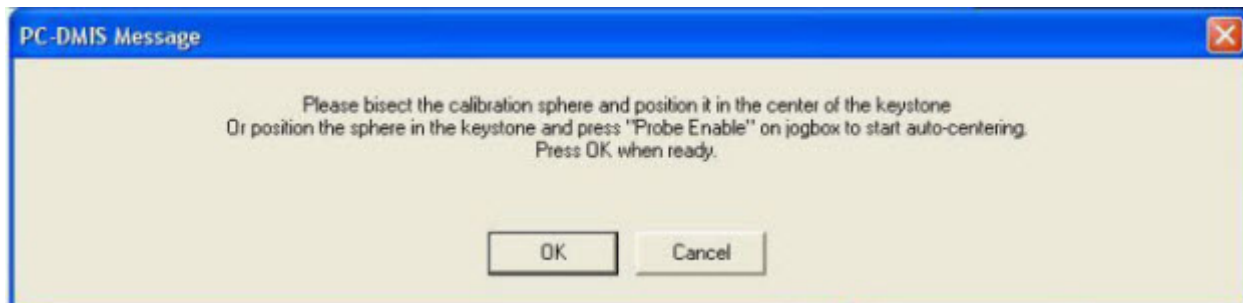 PC-DMIS Message
Please bisect the calibration sphere and position it in the center of the keystone
Or position the sphere in the keystone and press "Probe Enable" on jogbox to start auto-centering.
Press OK when ready.
OK
Cancel